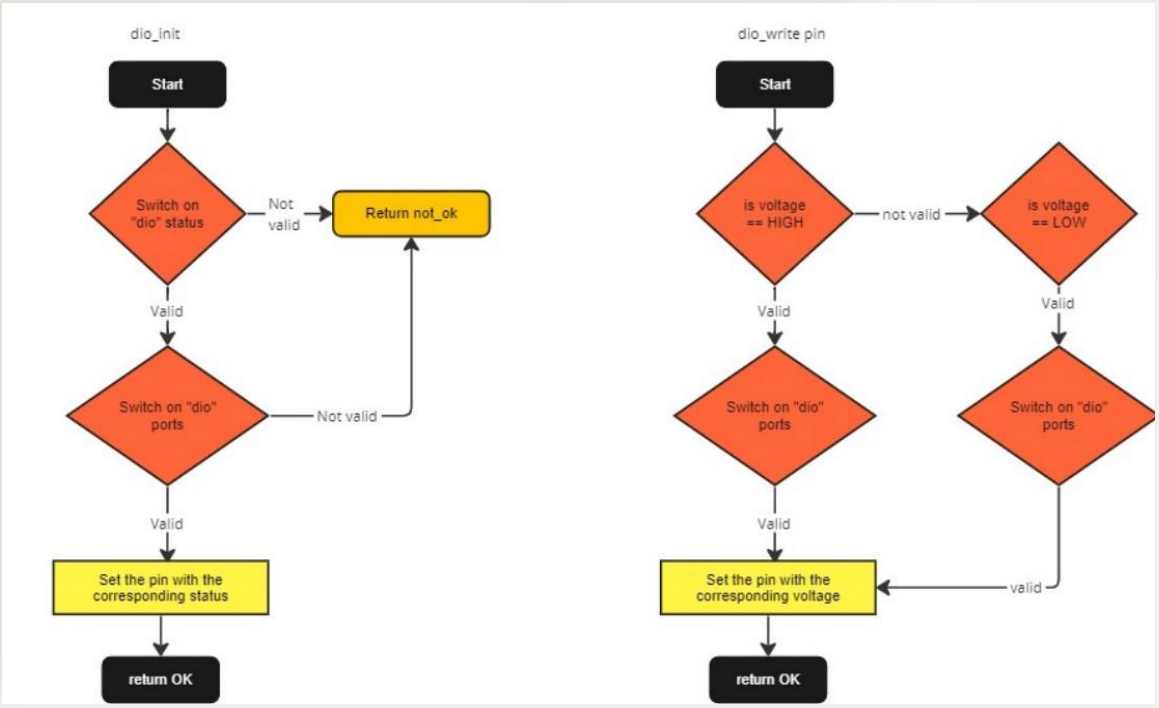 dio_init
Start
Switch on
"dio" status
Not
valid
Return not_ok
Valid
Switch on "dio"
ports
Not valid
Valid
Set the pin with the
corresponding status
return OK
dio_write pin
Start
is voltage
== HIGH
not valid
is voltage
== LOW
Valid
Valid
Switch on "dio"
ports
Switch on "dio"
ports
Valid
valid
Set the pin with the
corresponding voltage
return OK